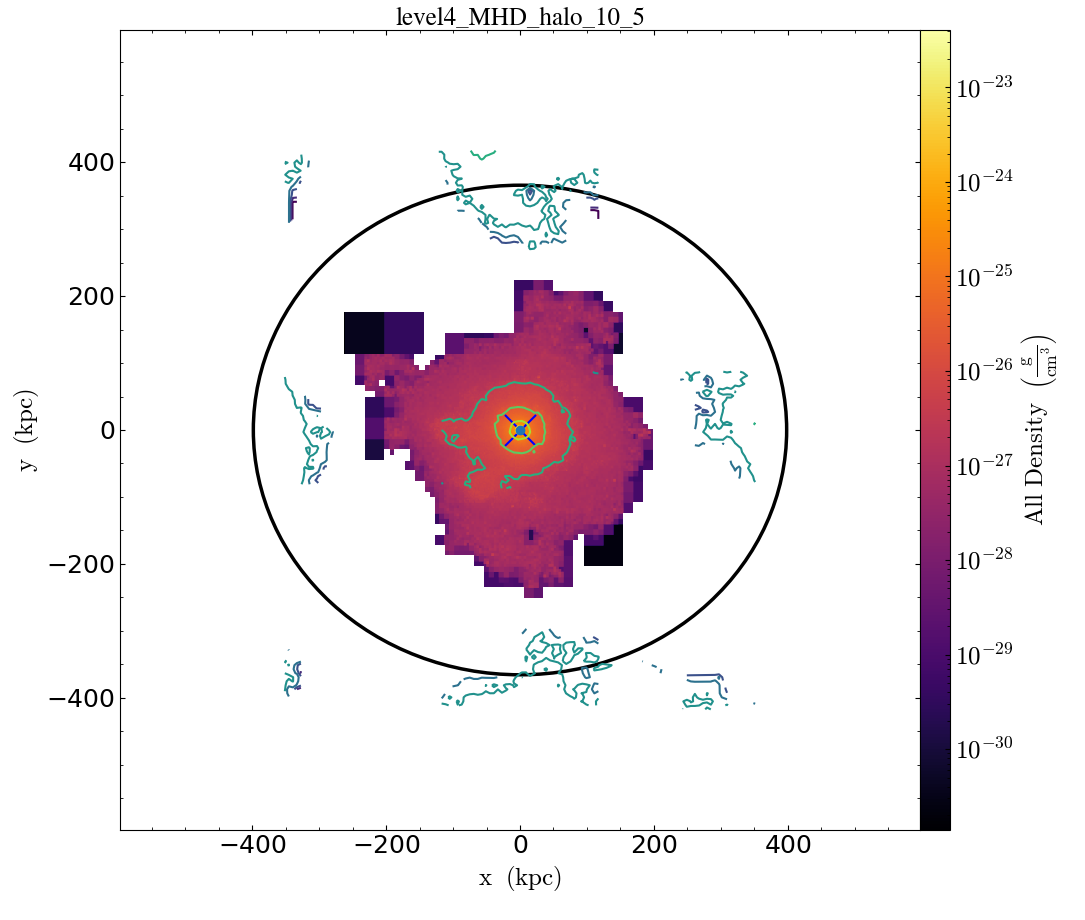 level4_MHD_halo_10_5
400
200
0
−200
−400
y (kpc)
−400 −200 0 200 400
x (kpc)
10^{−23}
10^{−24}
10^{−25}
10^{−26}
10^{−27}
10^{−28}
10^{−29}
10^{−30}
All Density (g/cm^3)